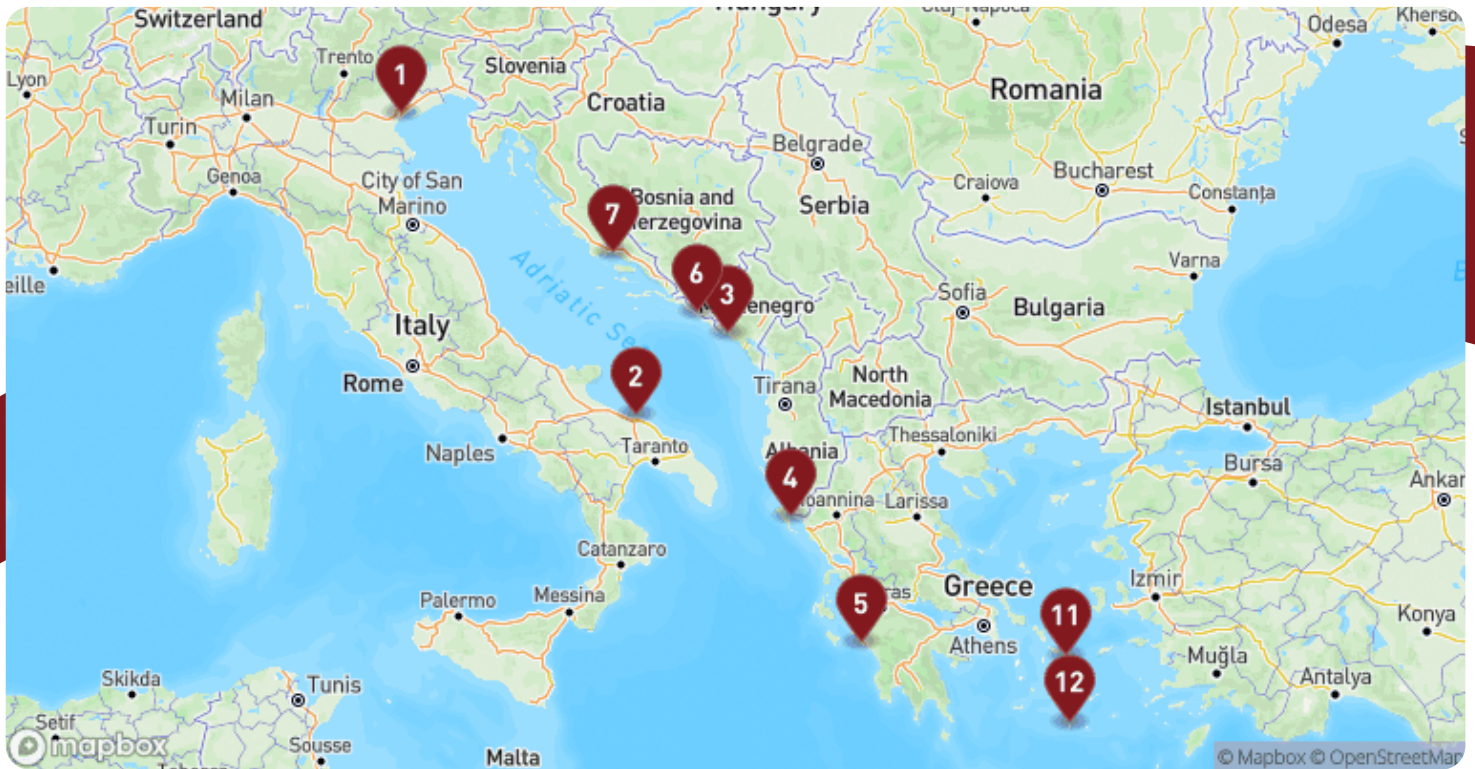 Switzerland
Hungary
Cluj-Napoca
Odesa
Lyon
Trento
1
Slovenia
Milan
Croatia
Romania
Turin
Belgrade
Genoa
City of San
Marino
Bucharest
Craiova
Constanța
Bosnia and
Herzegovina
Serbia
7
eille
Adriatic Sea
6
3
Varna
Sofia
Bulgaria
Italy
Rome
2
Tirana
North
Macedonia
Istanbul
Naples
Taranto
Albania
Thessaloniki
Bursa
4
Ioannina
Larissa
Ankar
Catanzaro
Palermo
Messina
5
ras
Greece
11
Izmir
Athens
Konya
Skikda
Tunis
12
Muğla
Antalya
Setif
mapbox
Sousse
Malta
© Mapbox © OpenStreetMap